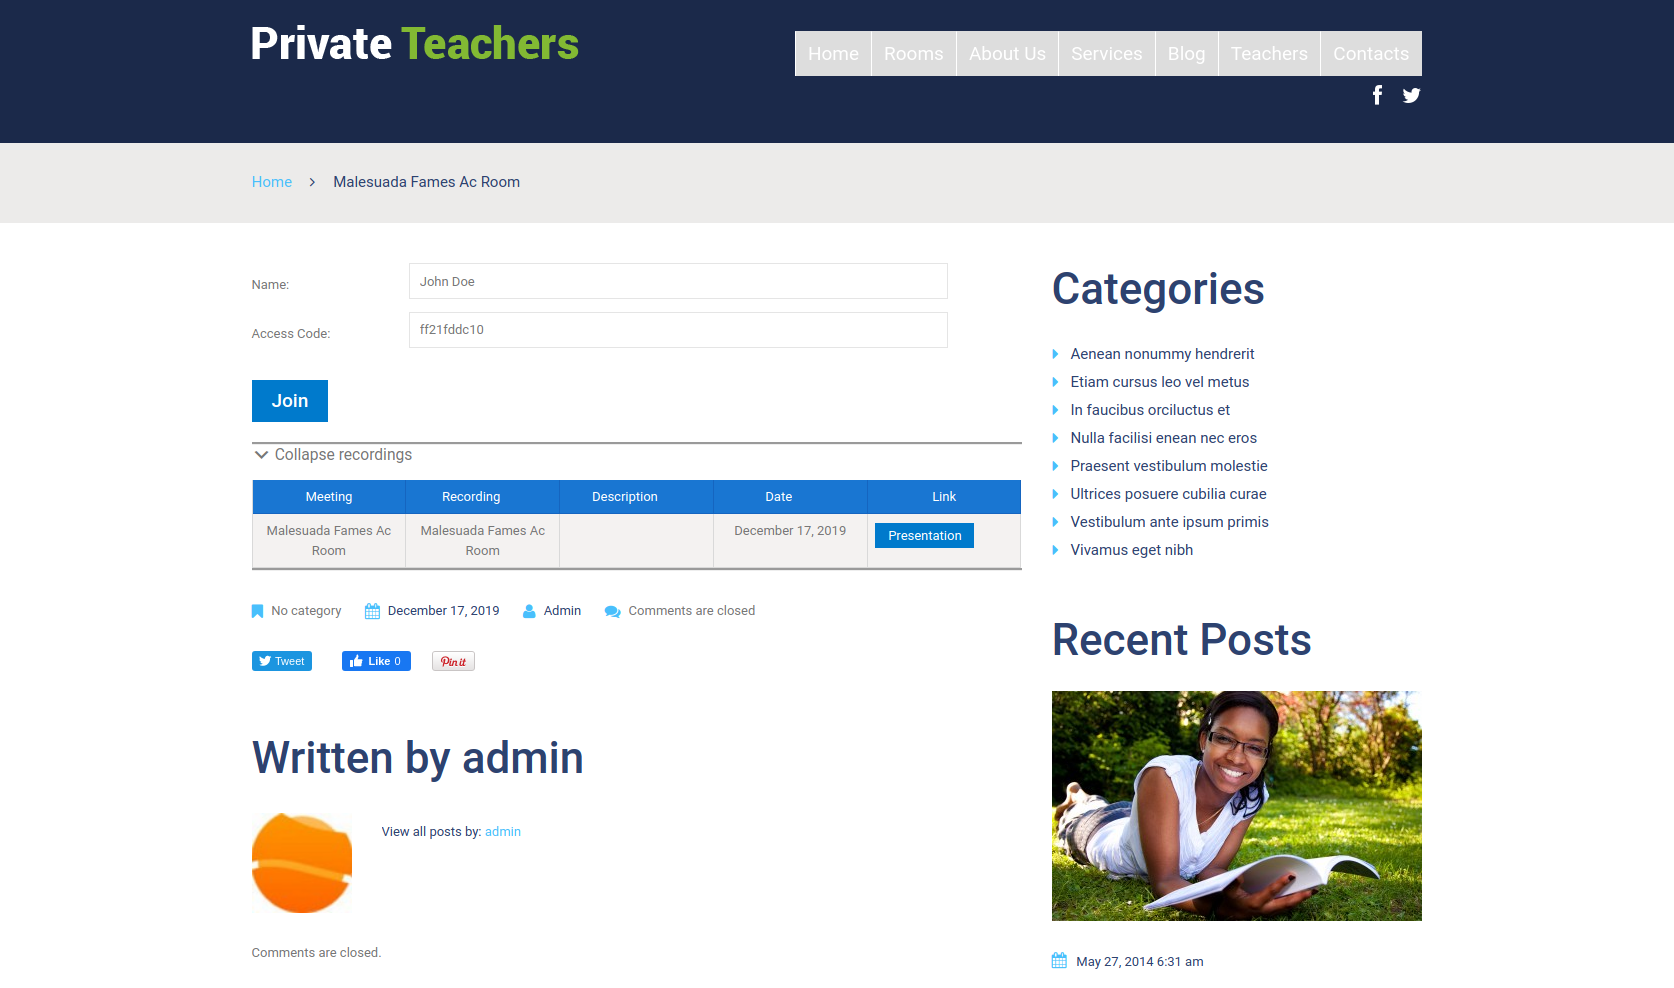 Private Teachers
Home Rooms About Us Services Blog Teachers Contacts
Home > Malesuada Fames Ac Room
Name: John Doe
Access Code: ff21fddc10
Join
Collapse recordings
Meeting Recording Description Date Link
Malesuada Fames Ac Room Malesuada Fames Ac Room December 17, 2019 Presentation
No category December 17, 2019 Admin Comments are closed
Tweet Like 0 Pin it
Written by admin
View all posts by: admin
Comments are closed.
Categories
Aenean nonummy hendrerit
Etiam cursus leo vel metus
In faucibus orciluctus et
Nulla facilisi enean nec eros
Praesent vestibulum molestie
Ultrices posuere cubilia curae
Vestibulum ante ipsum primis
Vivamus eget nibh
Recent Posts
May 27, 2014 6:31 am